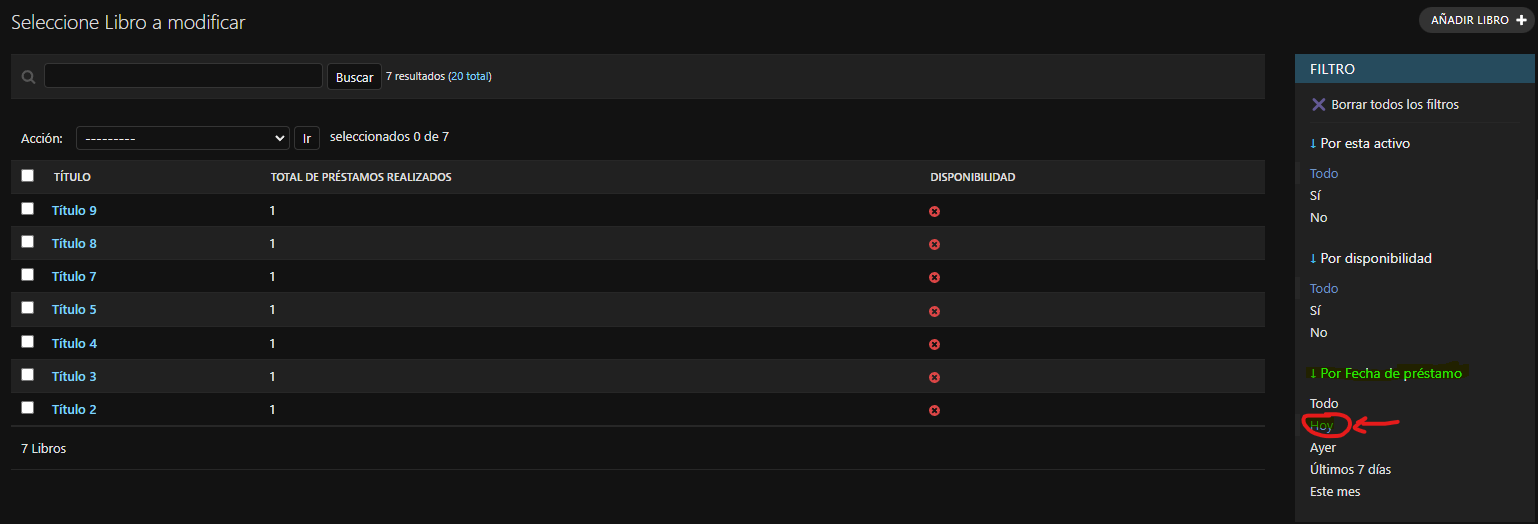 Seleccione Libro a modificar
AÑADIR LIBRO +
Buscar 7 resultados (20 total)
Acción: --------- Ir seleccionados 0 de 7
TÍTULO TOTAL DE PRÉSTAMOS REALIZADOS DISPONIBILIDAD
Título 9 1
Título 8 1
Título 7 1
Título 5 1
Título 4 1
Título 3 1
Título 2 1
7 Libros
FILTRO
Borrar todos los filtros
↓ Por esta activo
Todo
Sí
No
↓ Por disponibilidad
Todo
Sí
No
↓ Por Fecha de préstamo
Todo
Hoy
Ayer
Últimos 7 días
Este mes